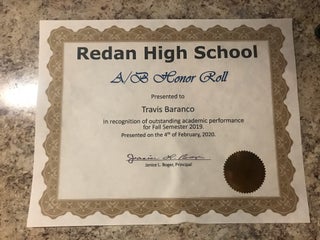 Redan High School
A/B Honor Roll
Presented to
Travis Baranco
In recognition of outstanding academic performance
for Fall Semester 2019.
Presented on the 4th of February, 2020.
Janice L. Boger, Principal